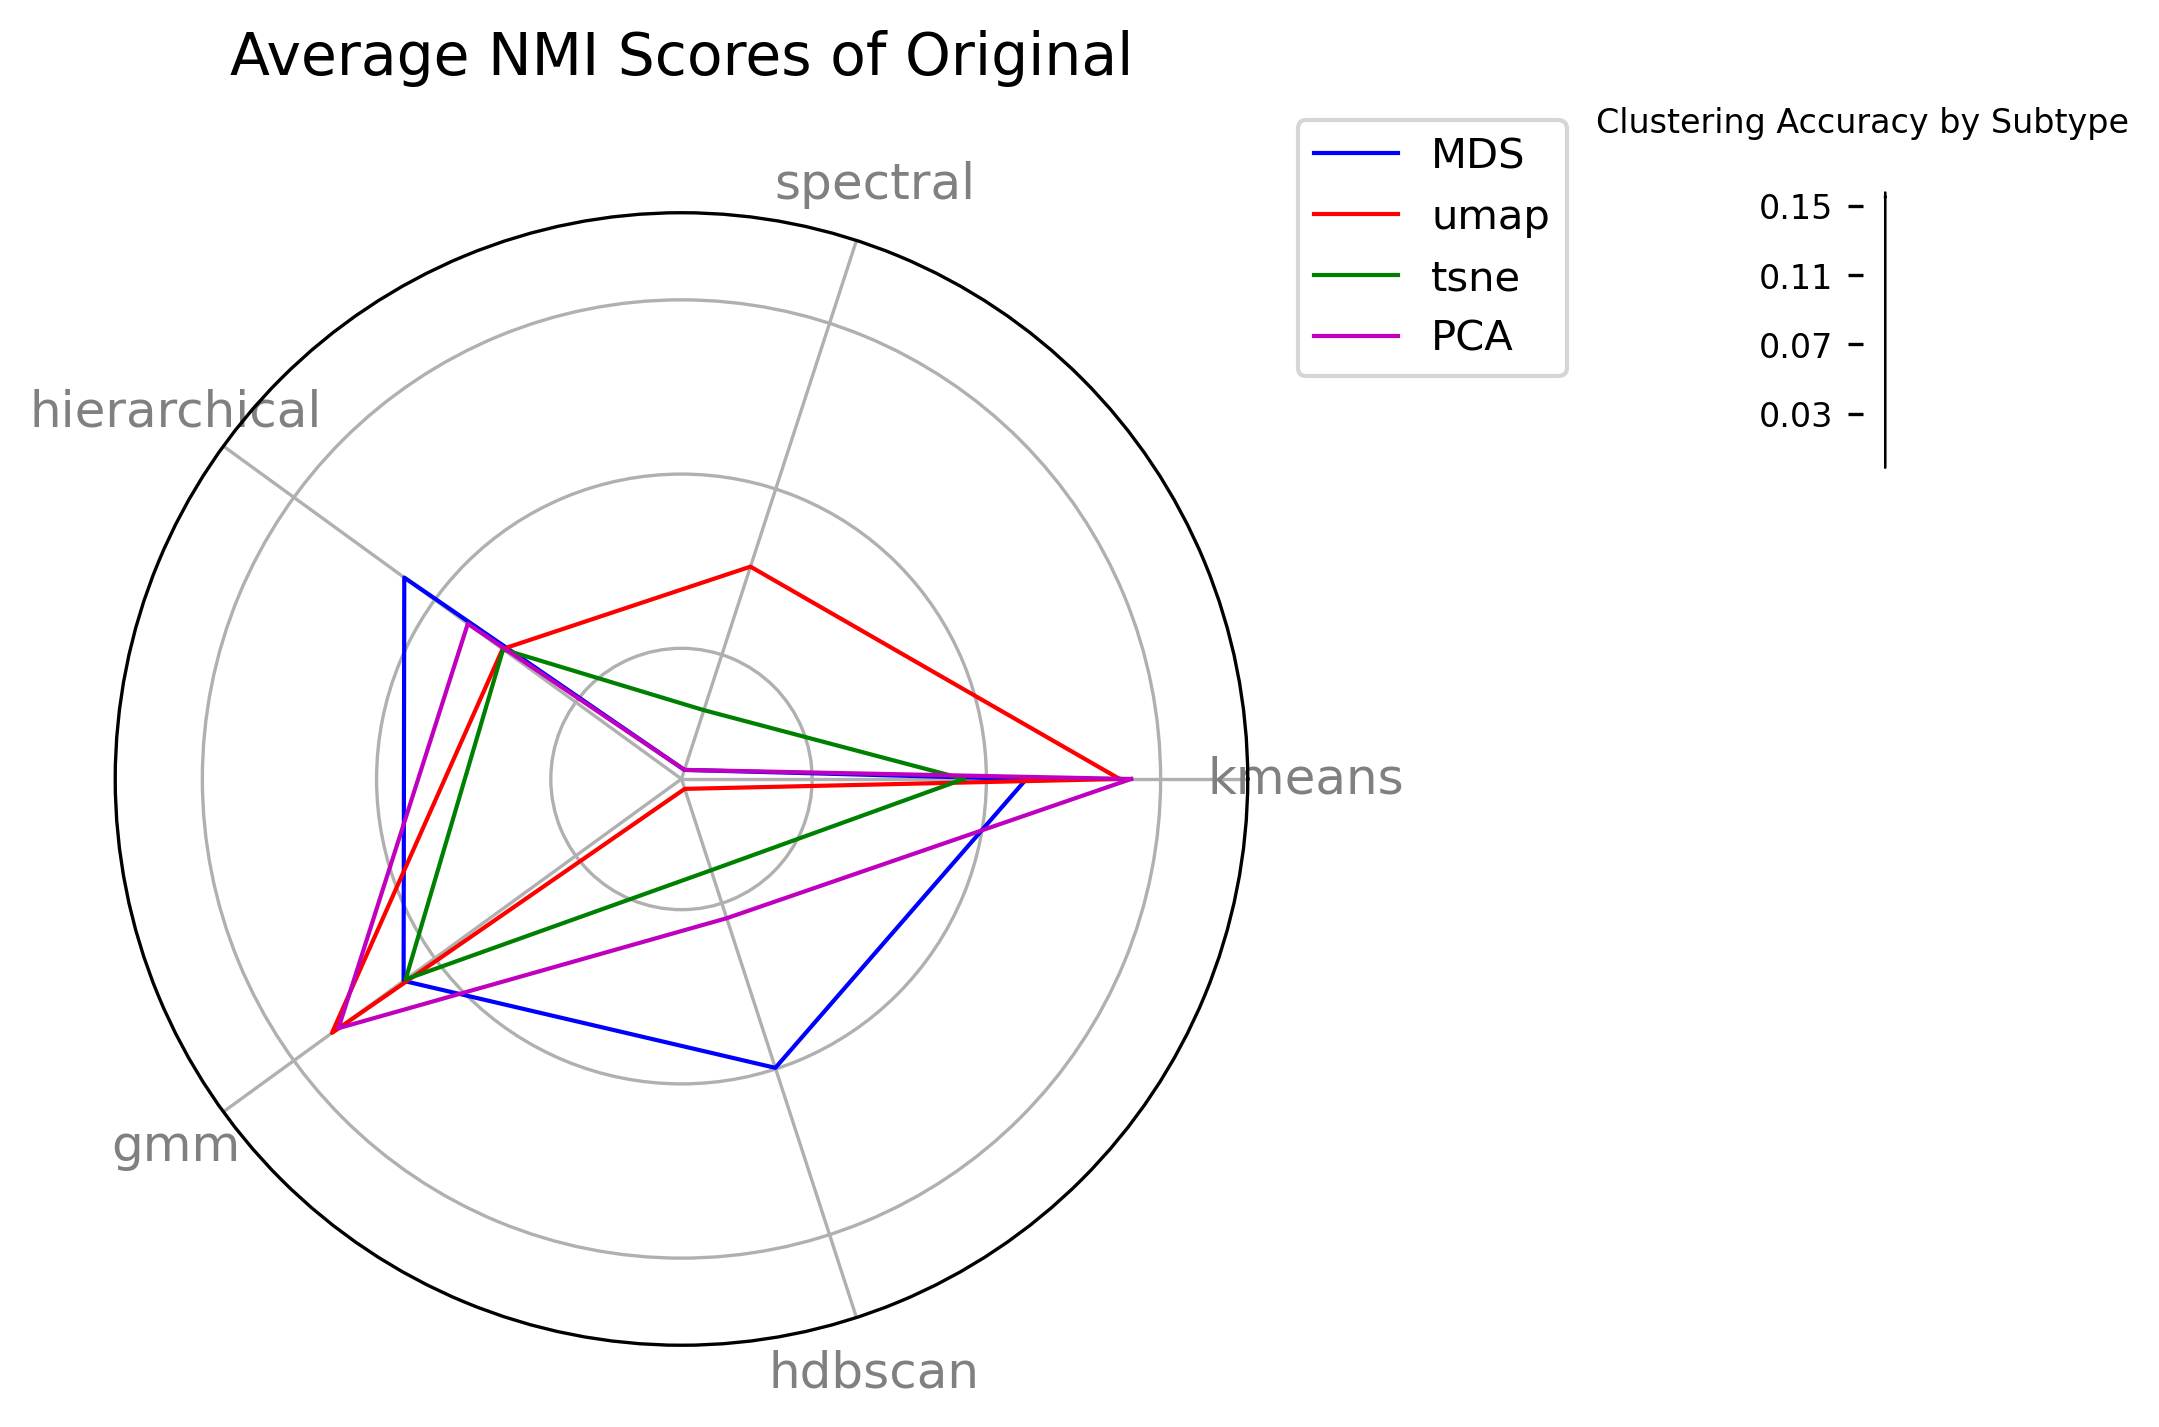 Average NMI Scores of Original
Clustering Accuracy by Subtype
MDS
umap
tsne
PCA
0.15
0.11
0.07
0.03
spectral
hierarchical
kmeans
gmm
hdbscan